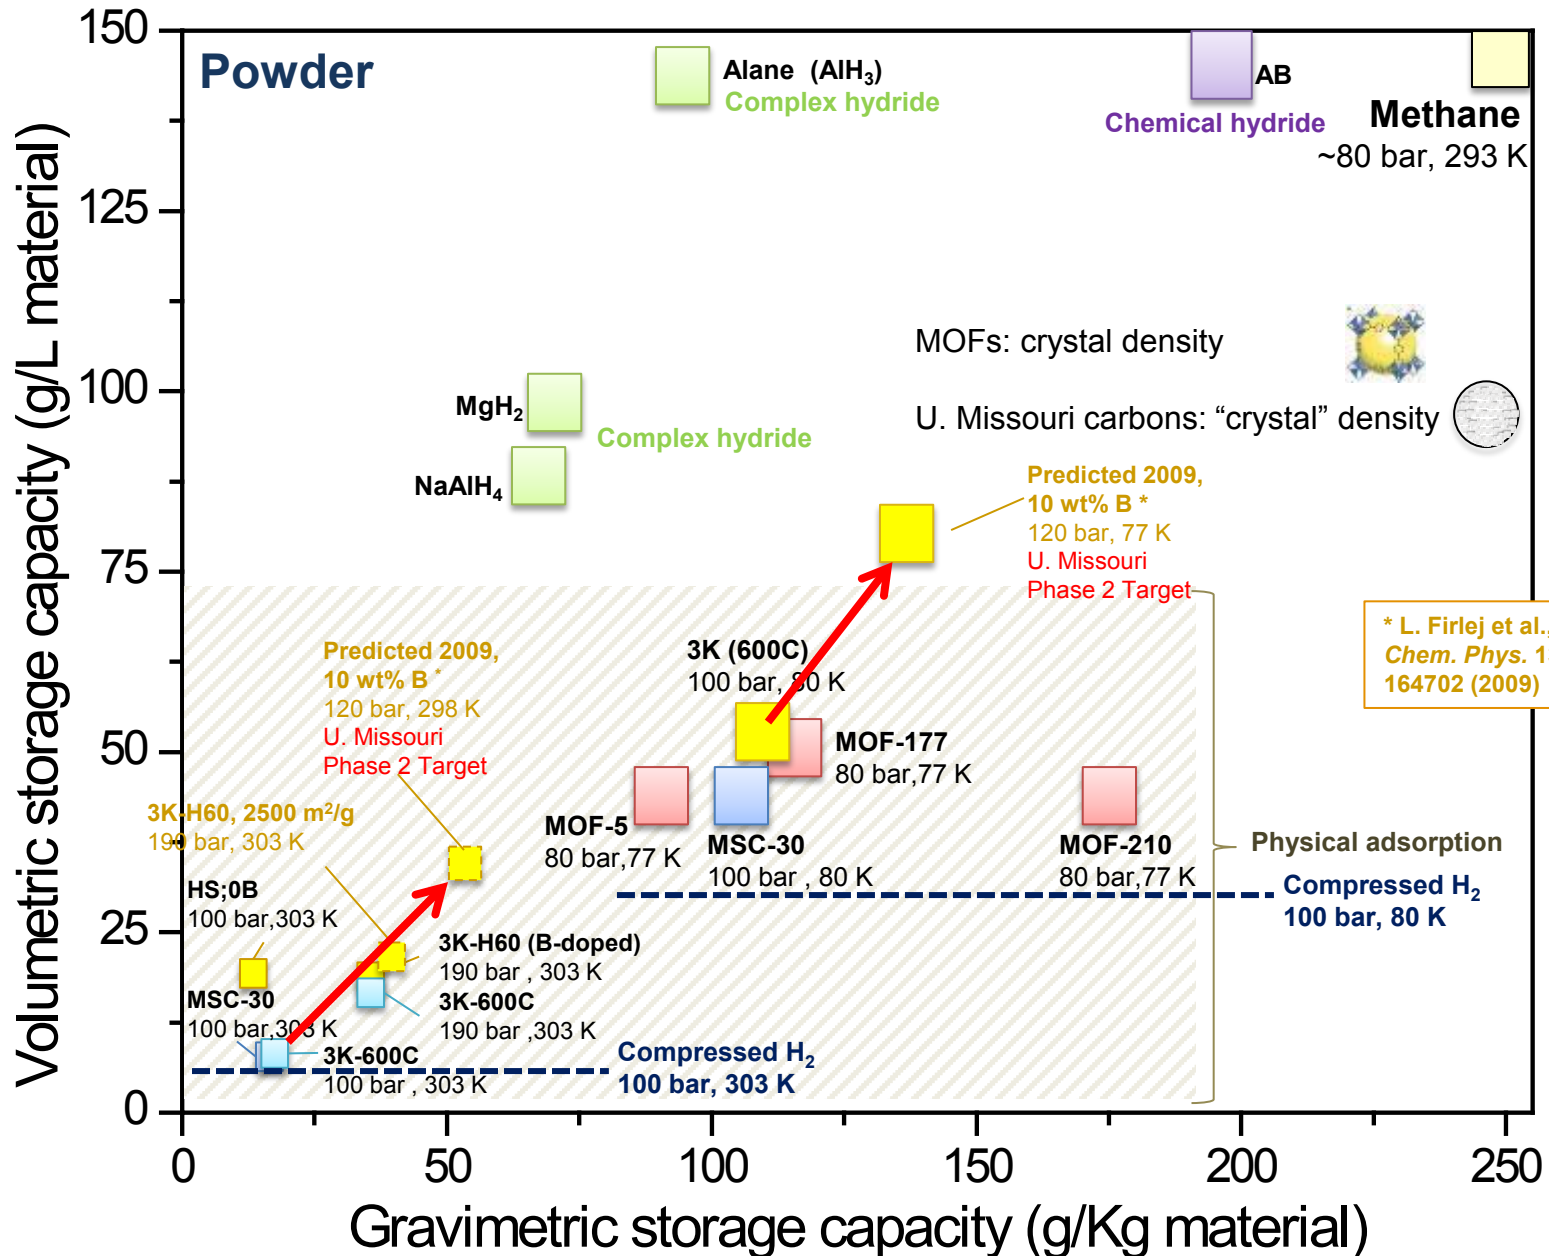 Powder
Alane (AlH₃)
Complex hydride
AB
Chemical hydride
Methane
~80 bar, 293 K
MOFs: crystal density
U. Missouri carbons: “crystal” density
MgH₂
Complex hydride
NaAlH₄
Predicted 2009,
10 wt% B *
120 bar, 77 K
U. Missouri
Phase 2 Target
* L. Firlej et al.,
Chem. Phys. 1
164702 (2009)
Predicted 2009,
10 wt% B *
120 bar, 298 K
U. Missouri
Phase 2 Target
3K (600C)
100 bar, 80 K
MOF-177
80 bar,77 K
3K-H60, 2500 m²/g
190 bar, 303 K
MOF-5
80 bar,77 K
MSC-30
100 bar , 80 K
MOF-210
80 bar,77 K
Physical adsorption
Compressed H₂
100 bar, 80 K
HS;0B
100 bar,303 K
3K-H60 (B-doped)
190 bar , 303 K
MSC-30
100 bar,303 K
3K-600C
190 bar ,303 K
3K-600C
100 bar , 303 K
Compressed H₂
100 bar, 303 K
150
125
100
75
50
25
0
Volumetric storage capacity (g/L material)
0
50
100
150
200
250
Gravimetric storage capacity (g/Kg material)